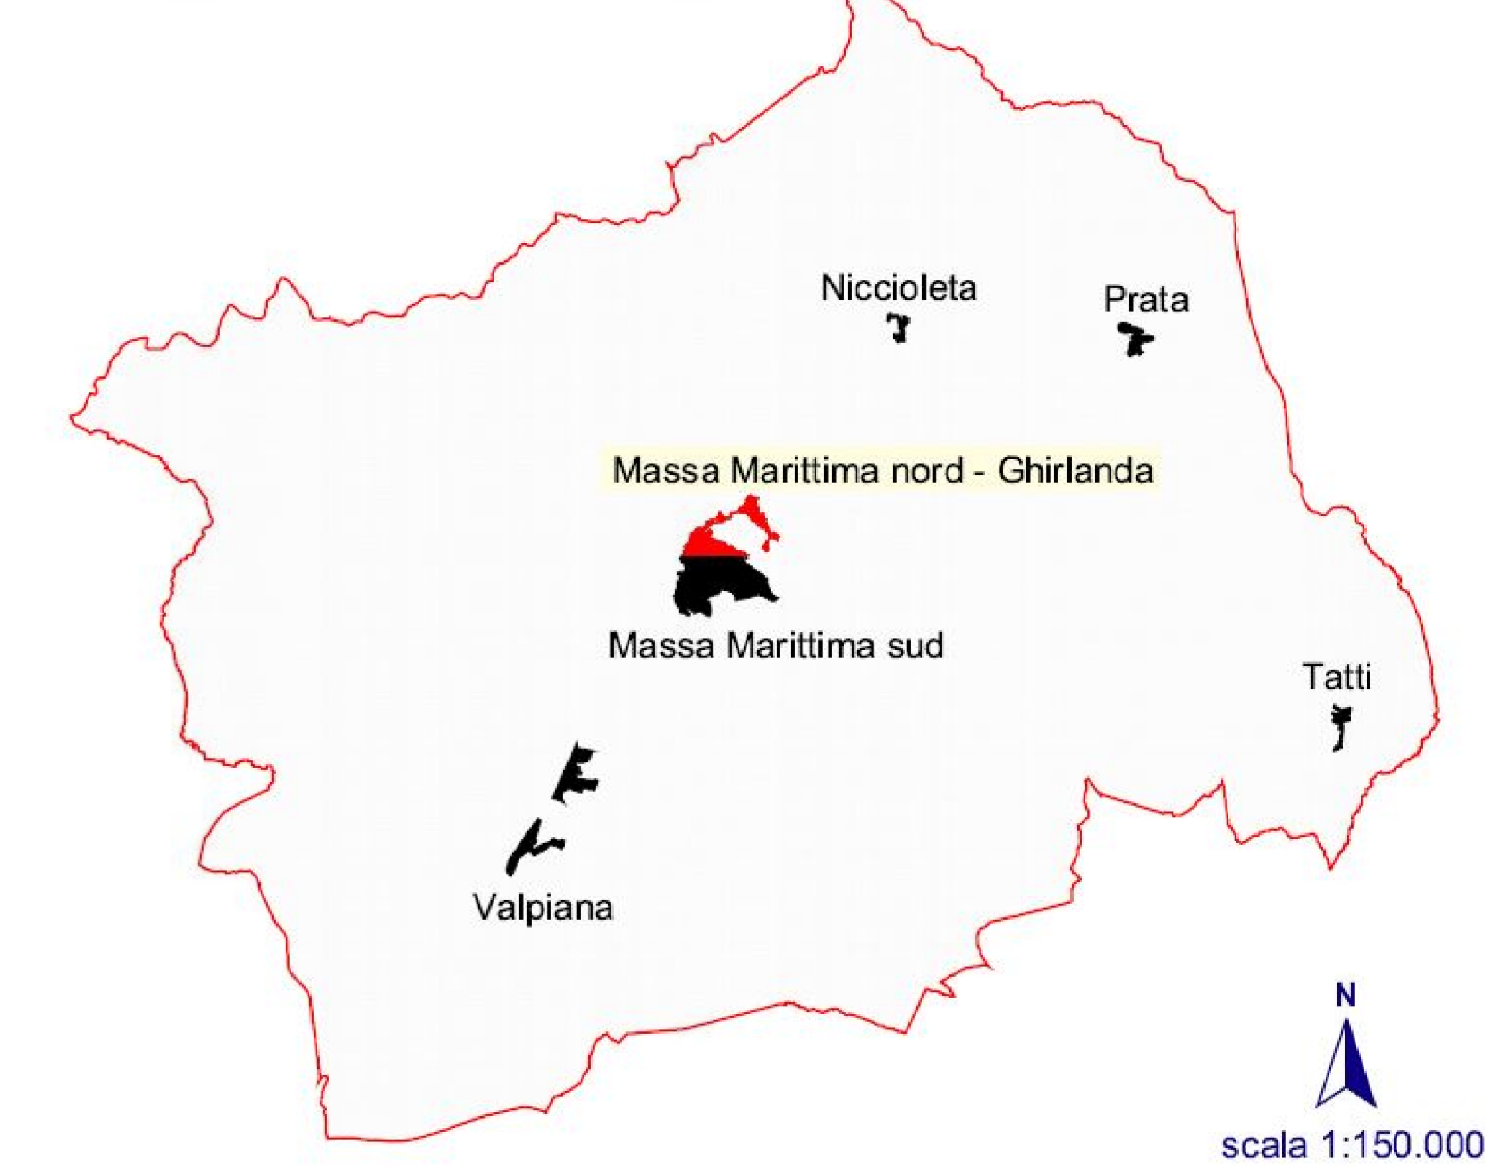 Niccioleta
Prata
Massa Marittima nord - Ghirlanda
Massa Marittima sud
Tatti
Valpiana
N
scala 1:150.000